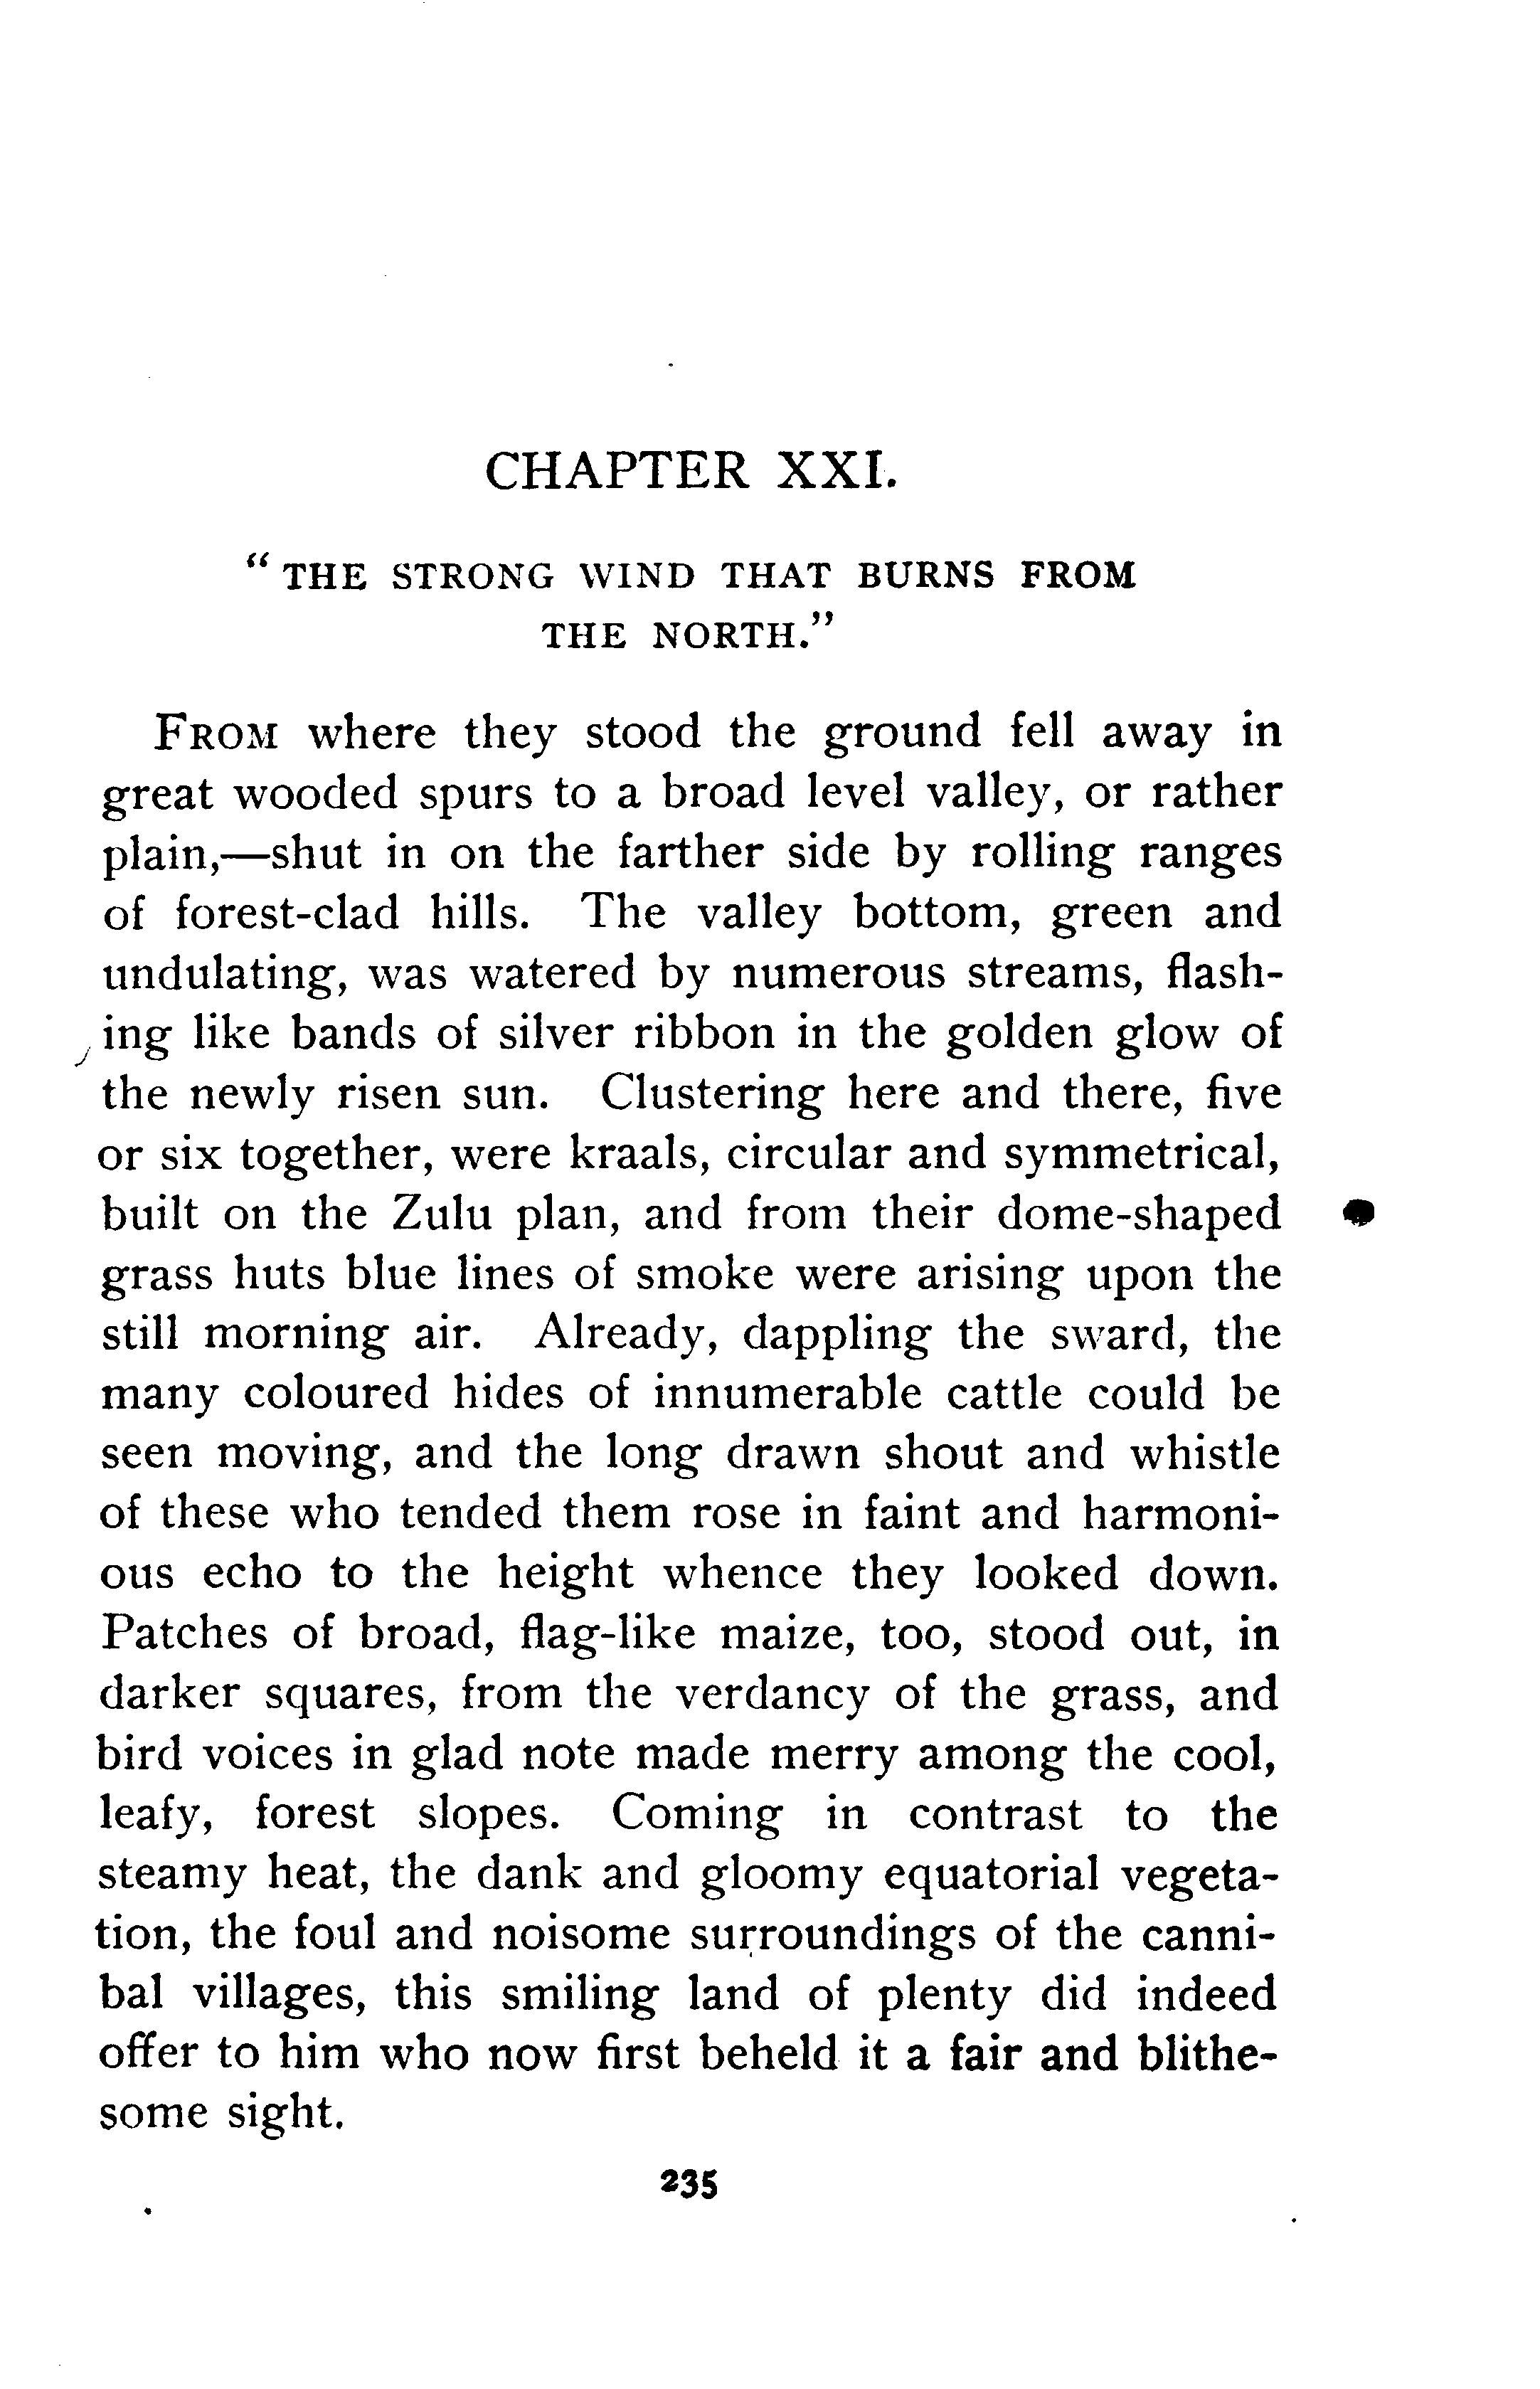 CHAPTER XXI.
“ THE STRONG WIND THAT BURNS FROM
THE NORTH.”
FROM where they stood the ground fell away in
great wooded spurs to a broad level valley, or rather
plain,—shut in on the farther side by rolling ranges
of forest-clad hills. The valley bottom, green and
undulating, was watered by numerous streams, flash-
ing like bands of silver ribbon in the golden glow of
the newly risen sun. Clustering here and there, five
or six together, were kraals, circular and symmetrical,
built on the Zulu plan, and from their dome-shaped
grass huts blue lines of smoke were arising upon the
still morning air. Already, dappling the sward, the
many coloured hides of innumerable cattle could be
seen moving, and the long drawn shout and whistle
of these who tended them rose in faint and harmoni-
ous echo to the height whence they looked down.
Patches of broad, flag-like maize, too, stood out, in
darker squares, from the verdancy of the grass, and
bird voices in glad note made merry among the cool,
leafy, forest slopes. Coming in contrast to the
steamy heat, the dank and gloomy equatorial vegeta-
tion, the foul and noisome surroundings of the canni-
bal villages, this smiling land of plenty did indeed
offer to him who now first beheld it a fair and blithe-
some sight.
235